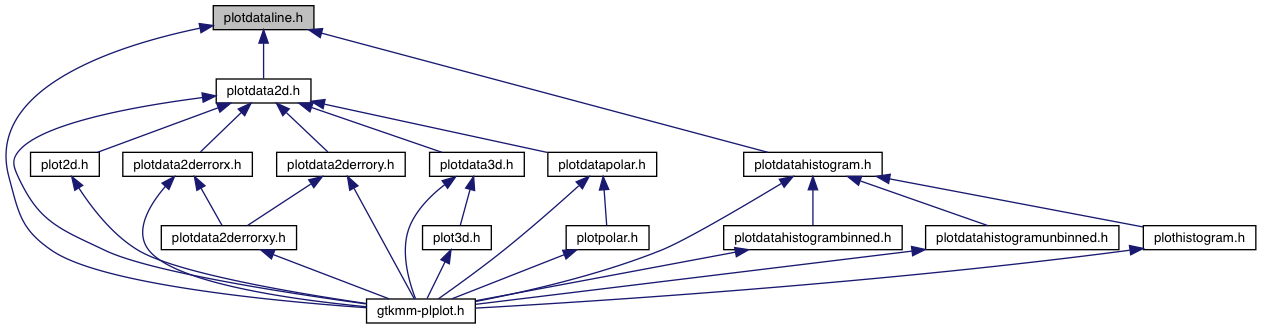 plotdataline.h
plotdata2d.h
plot2d.h
plotdata2derrorx.h
plotdata2derrory.h
plotdata3d.h
plotdatapolar.h
plotdatahistogram.h
plotdata2derrorxy.h
plot3d.h
plotpolar.h
plotdatahistogrambinned.h
plotdatahistogramunbinned.h
plothistogram.h
gtkmm-plplot.h